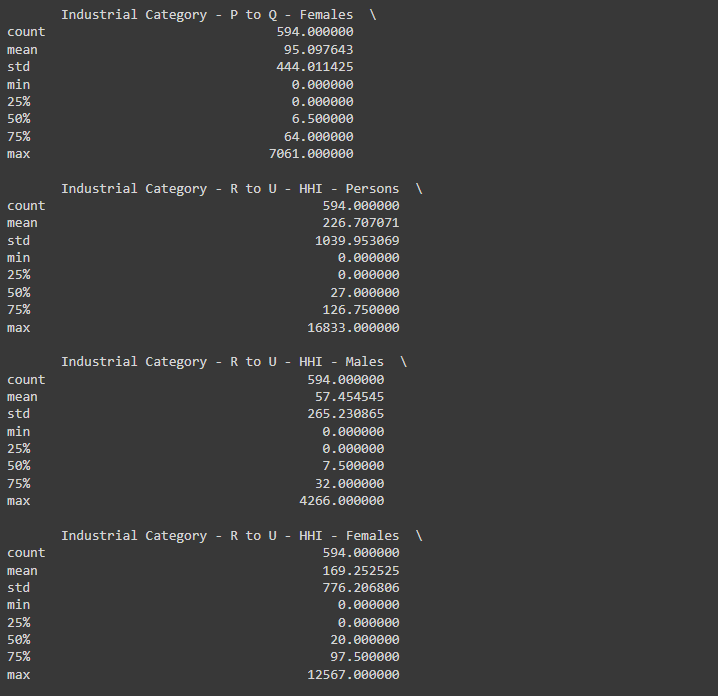 Industrial Category - P to Q - Females \
count 594.000000
mean 95.097643
std 444.011425
min 0.000000
25% 0.000000
50% 6.500000
75% 64.000000
max 7061.000000
Industrial Category - R to U - HHI - Persons \
count 594.000000
mean 226.707071
std 1039.953069
min 0.000000
25% 0.000000
50% 27.000000
75% 126.750000
max 16833.000000
Industrial Category - R to U - HHI - Males \
count 594.000000
mean 57.454545
std 265.230865
min 0.000000
25% 0.000000
50% 7.500000
75% 32.000000
max 4266.000000
Industrial Category - R to U - HHI - Females \
count 594.000000
mean 169.252525
std 776.206806
min 0.000000
25% 0.000000
50% 20.000000
75% 97.500000
max 12567.000000